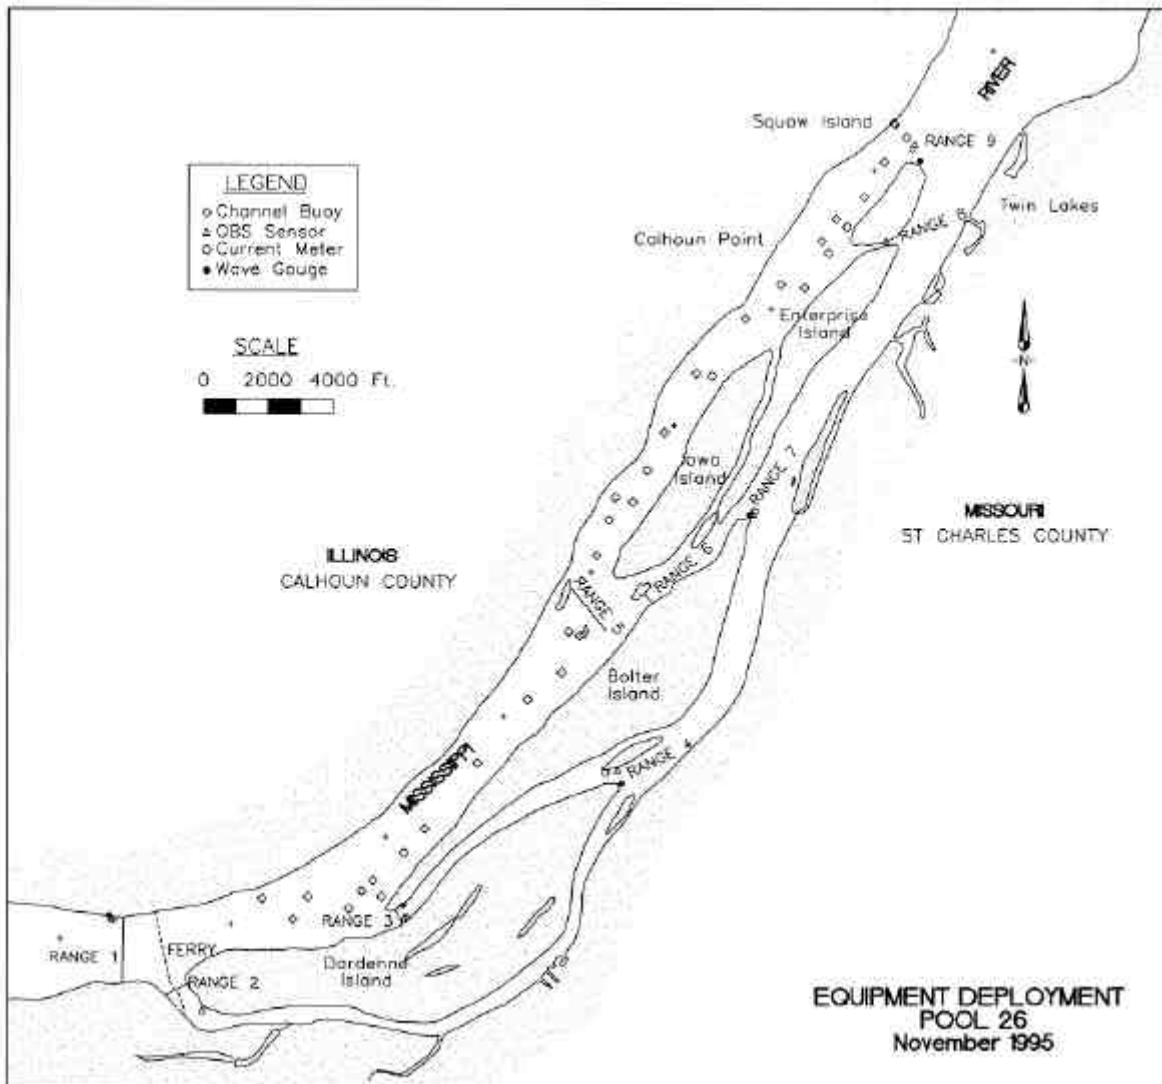 RIVER
Squaw Island
RANGE 9
LEGEND
Channel Buoy
OBS Sensor
Current Meter
Wave Gauge
Twin Lakes
RANGE
Calhoun Point
Enterprise
Island
SCALE
0 2000 4000 Ft.
-N-
Iowa
Island
RANGE 7
MISSOURI
ST CHARLES COUNTY
ILLINOIS
CALHOUN COUNTY
RANGE 6
RANGE 5
Bolter
Island
RANGE 4
MISSISSIPPI
RANGE 3
FERRY
RANGE 1
Dardenne
Island
RANGE 2
EQUIPMENT DEPLOYMENT
POOL 26
November 1995